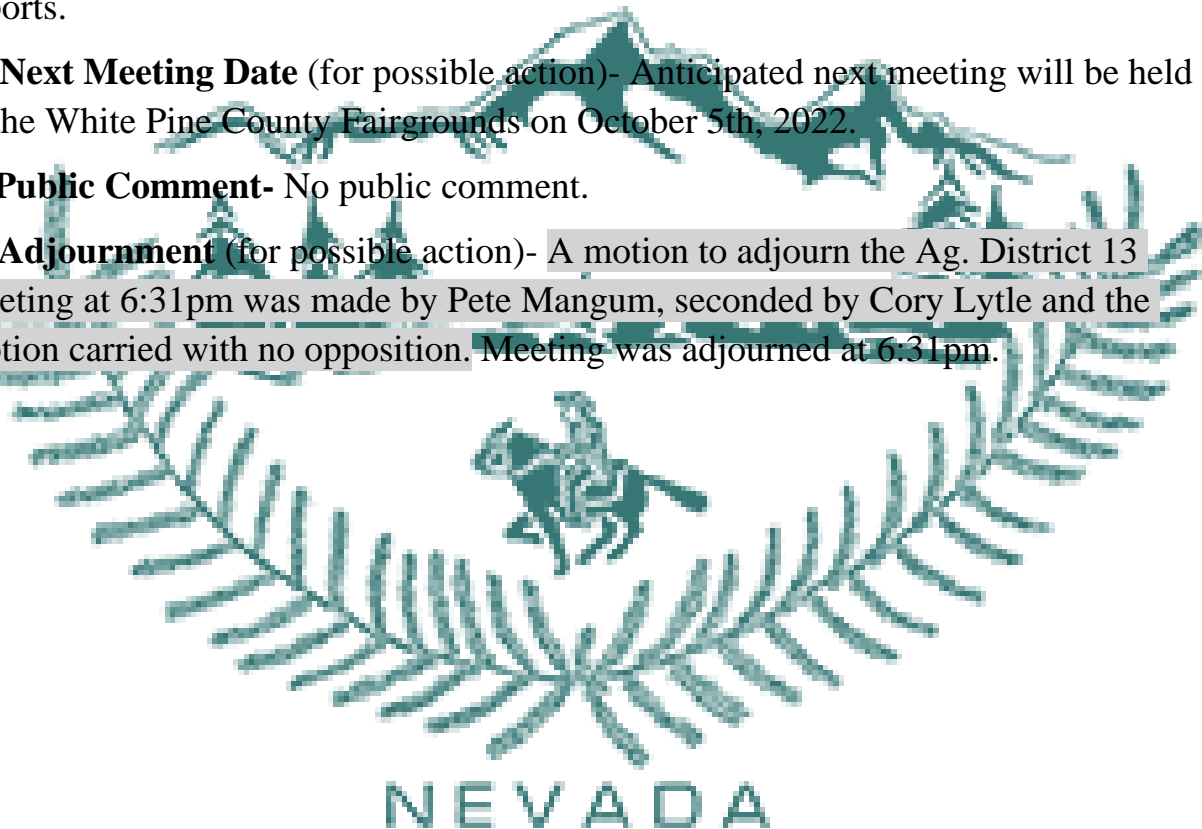 orts.
Next Meeting Date (for possible action)- Anticipated next meeting will be held
he White Pine County Fairgrounds on October 5th, 2022.
Public Comment- No public comment.
Adjournment (for possible action)- A motion to adjourn the Ag. District 13
eting at 6:31pm was made by Pete Mangum, seconded by Cory Lytle and the
otion carried with no opposition. Meeting was adjourned at 6:31pm.
NEVADA